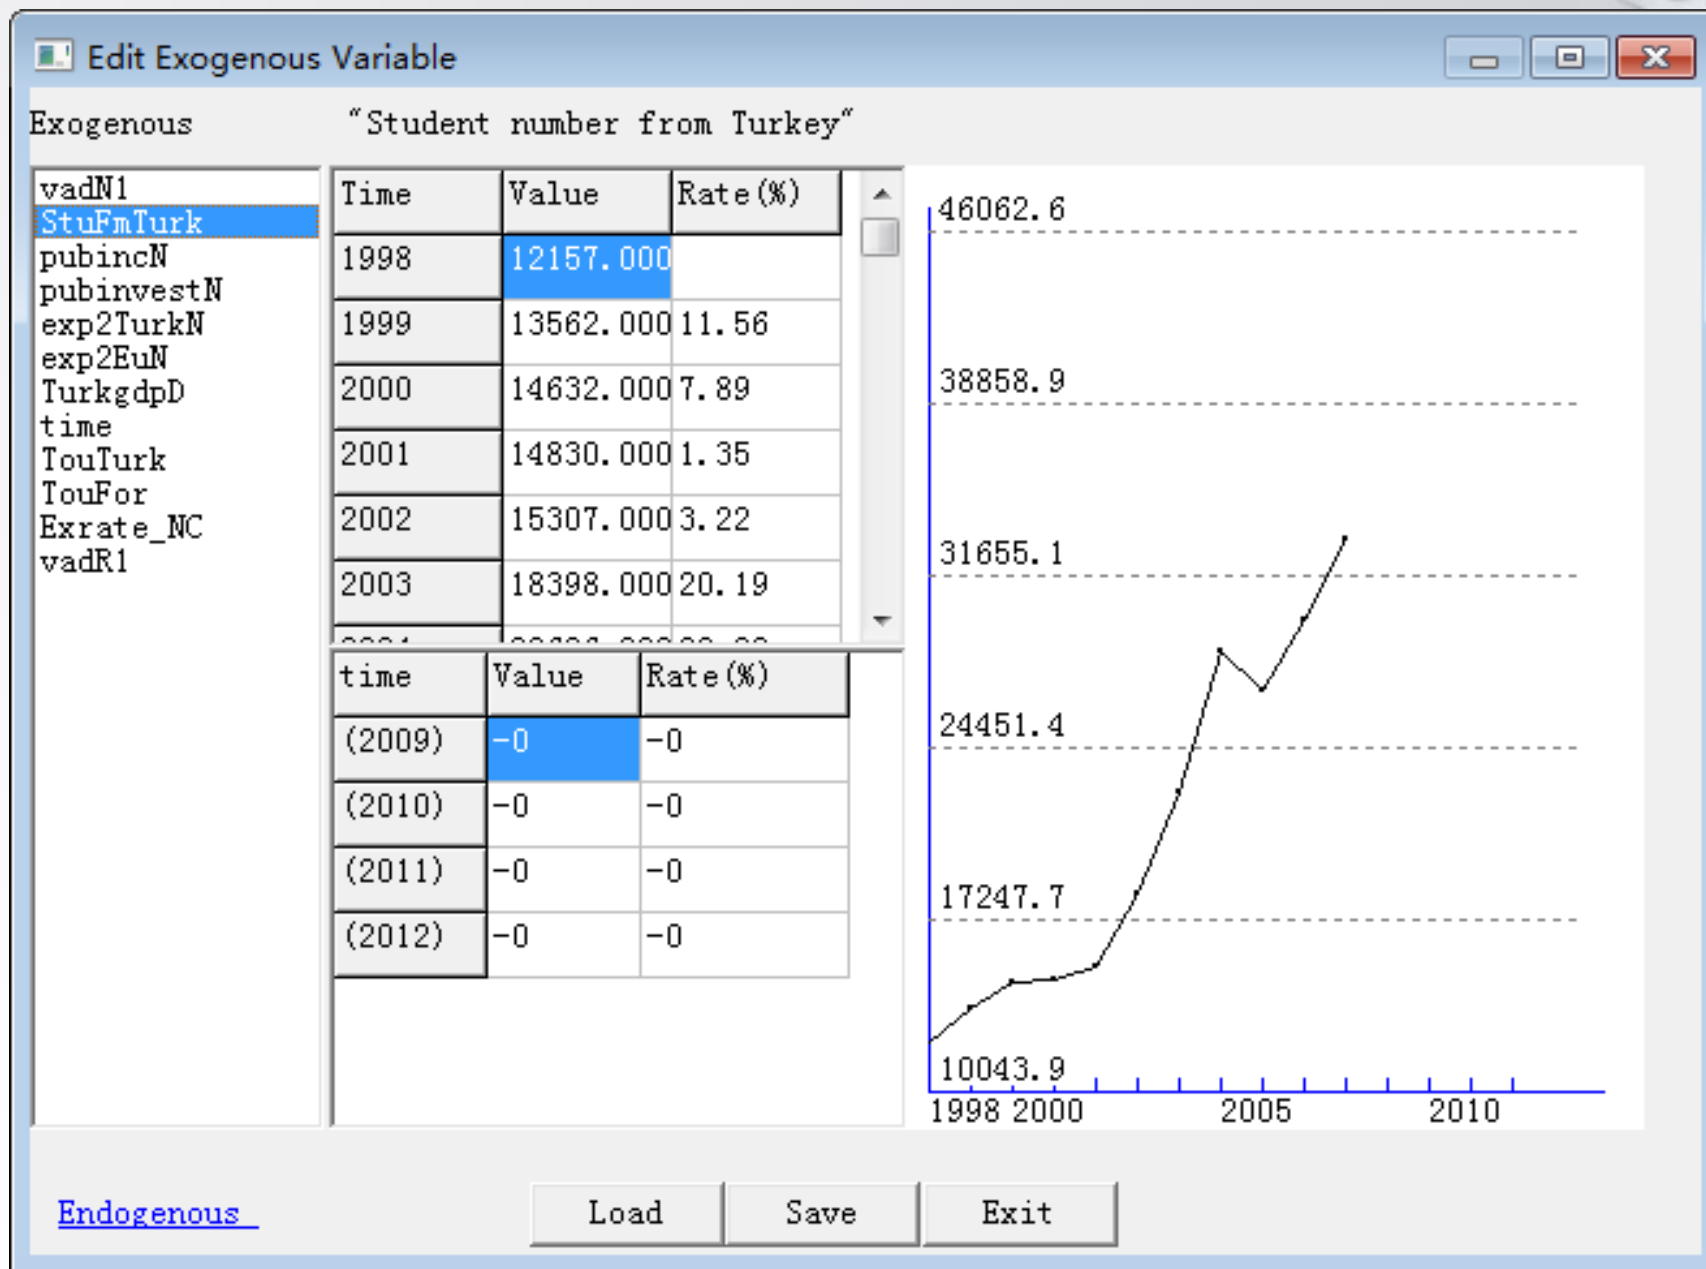 Edit Exogenous Variable
Exogenous
"Student number from Turkey"
vadN1
StuFmTurk
pubincN
pubinvestN
exp2TurkN
exp2EuN
TurkgdpD
time
TouTurk
TouFor
Exrate_NC
vadR1
Time Value Rate(%)
1998 12157.000
1999 13562.000 11.56
2000 14632.000 7.89
2001 14830.000 1.35
2002 15307.000 3.22
2003 18398.000 20.19
time Value Rate(%)
(2009) -0 -0
(2010) -0 -0
(2011) -0 -0
(2012) -0 -0
46062.6
38858.9
31655.1
24451.4
17247.7
10043.9
1998 2000 2005 2010
Endogenous
Load Save Exit